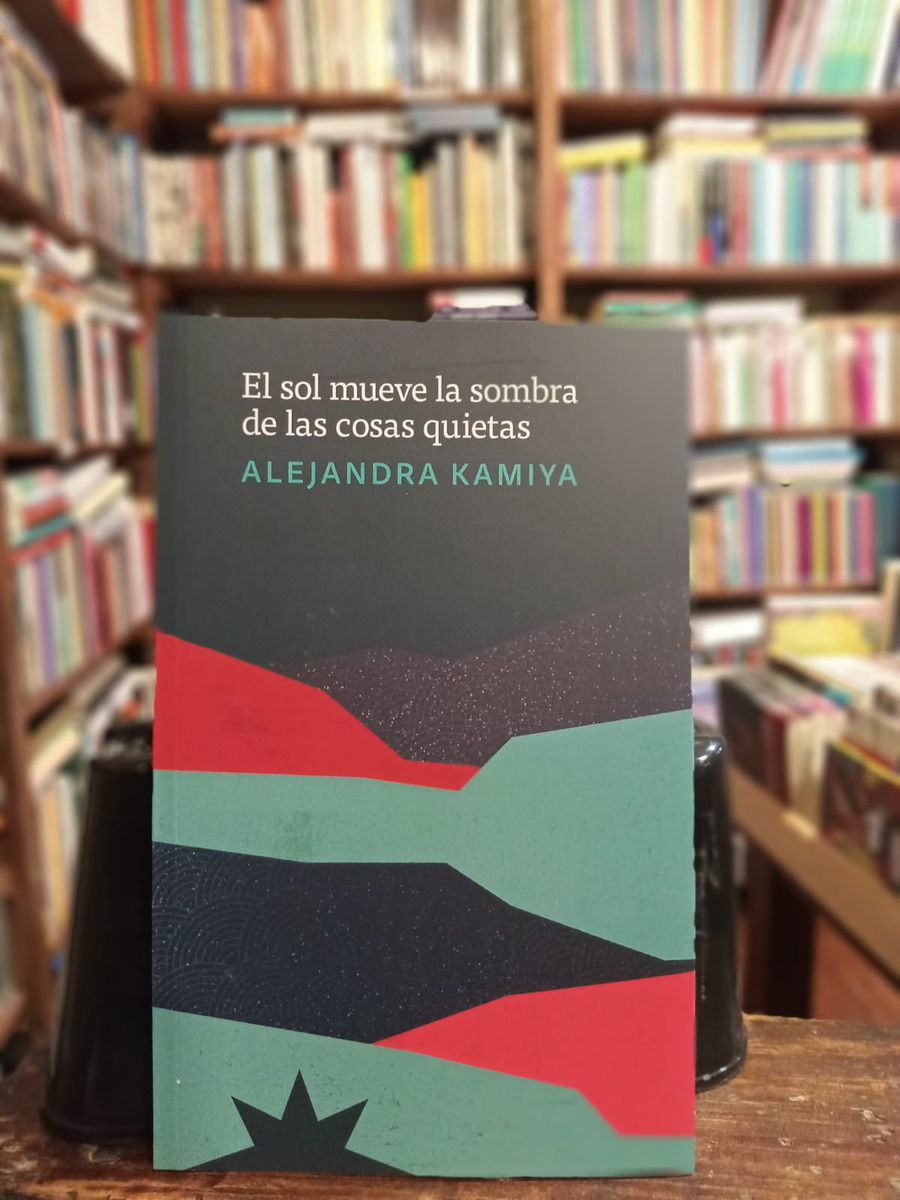 El sol mueve la sombra
de las cosas quietas
ALEJANDRA KAMIYA